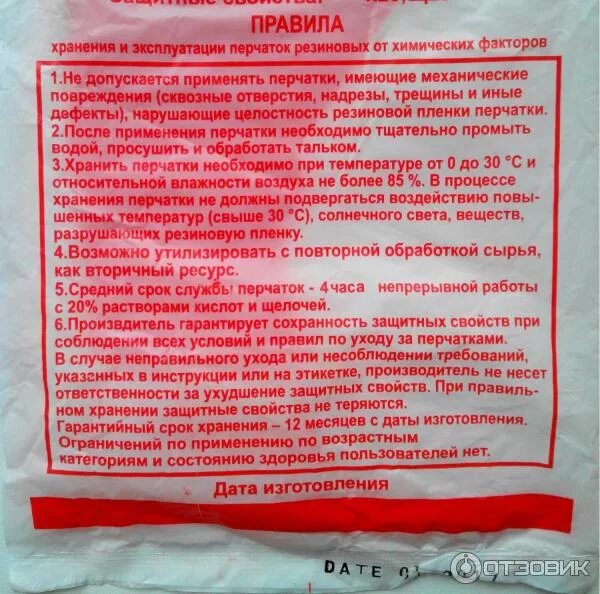 Защитные свойства:
ПРАВИЛА
хранения и эксплуатации перчаток резиновых от химических факторов
1.Не допускается применять перчатки, имеющие механические
повреждения (сквозные отверстия, надрезы, трещины и иные
дефекты), нарушающие целостность резиновой пленки перчатки.
2.После применения перчатки необходимо тщательно промыть
водой, просушить и обработать тальком.
3.Хранить перчатки необходимо при температуре от 0 до 30 °С и
относительной влажности воздуха не более 85 %. В процессе
хранения перчатки не должны подвергаться воздействию повы-
шенных температур (свыше 30 °С), солнечного света, веществ,
разрушающих резиновую пленку.
4.Возможно утилизировать с повторной обработкой сырья,
как вторичный ресурс.
5.Средний срок службы перчаток - 4 часа непрерывной работы
с 20% растворами кислот и щелочей.
6.Произвдитель гарантирует сохранность защитных свойств при
соблюдении всех условий и правил по уходу за перчатками.
В случае неправильного ухода или несоблюдении требований,
указанных в инструкции или на этикетке, производитель не несет
ответственности за ухудшение защитных свойств. При правиль-
ном хранении защитные свойства не теряются.
Гарантийный срок хранения – 12 месяцев с даты изготовления.
Ограничений по применению по возрастным
категориям и состоянию здоровья пользователей нет.
Дата изготовления
DATE
ОТЗОВИК